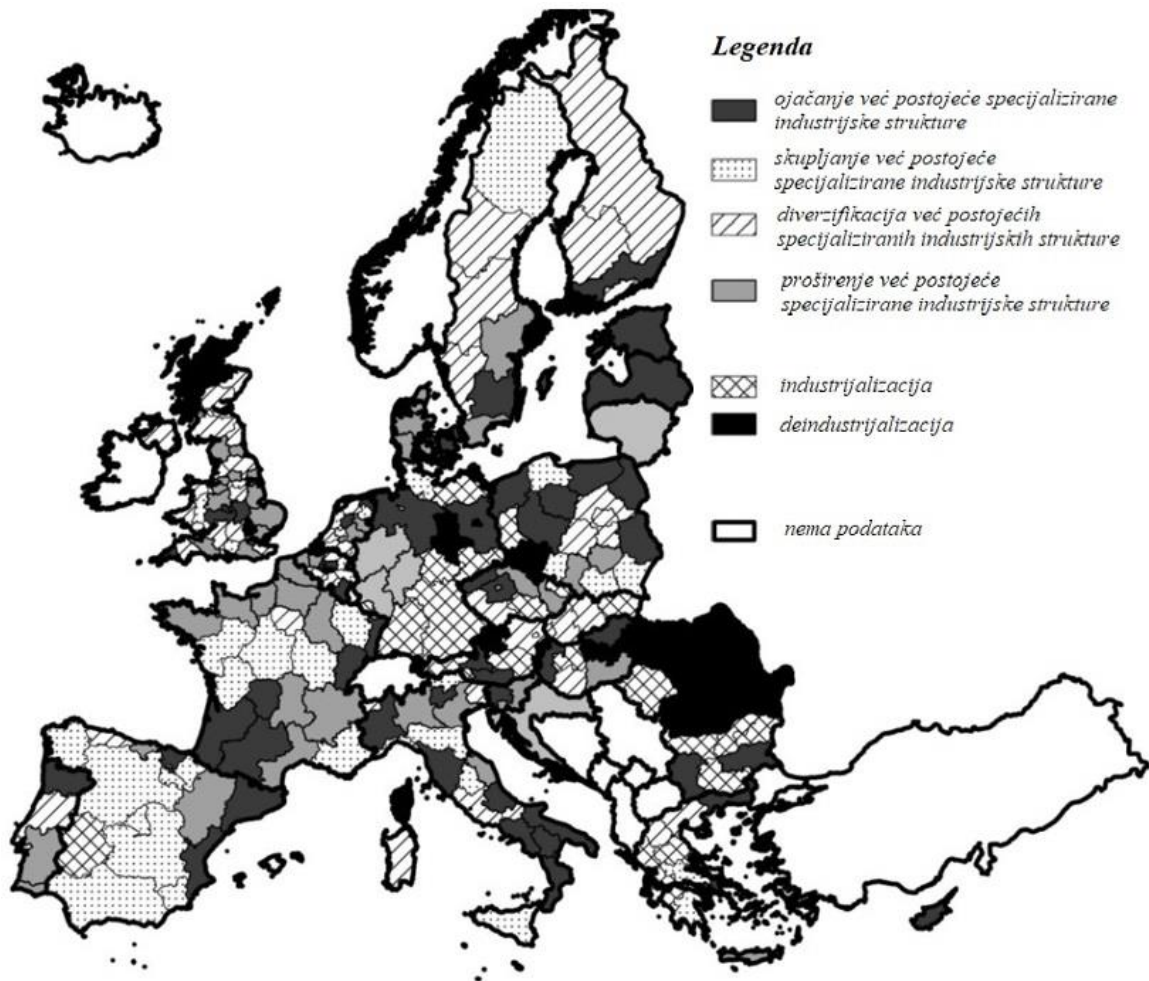 Legenda
ojačanje već postojeće specijalizirane
industrijske strukture
skupljanje već postojeće
specijalizirane industrijske strukture
diverzifikacija već postojećih
specijaliziranih industrijskih strukture
proširenje već postojeće
specijalizirane industrijske strukture
industrijalizacija
deindustrijalizacija
nema podataka